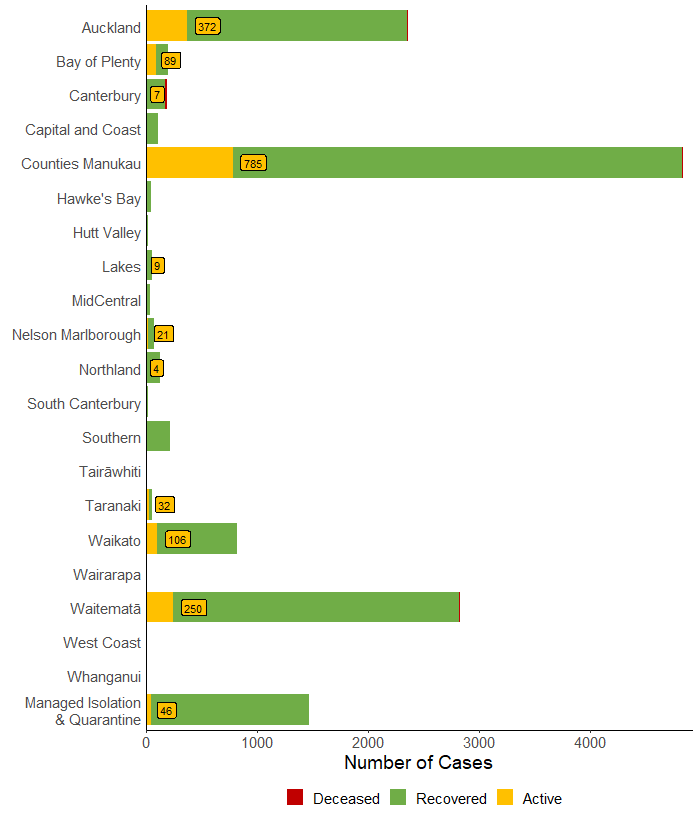 Auckland 372
Bay of Plenty 89
Canterbury 7
Capital and Coast
Counties Manukau 785
Hawke's Bay
Hutt Valley
Lakes 9
MidCentral
Nelson Marlborough 21
Northland 4
South Canterbury
Southern
Tairāwhiti
Taranaki 32
Waikato 106
Wairarapa
Waitematā 250
West Coast
Whanganui
Managed Isolation
& Quarantine 46
0 1000 2000 3000 4000
Number of Cases
Deceased Recovered Active